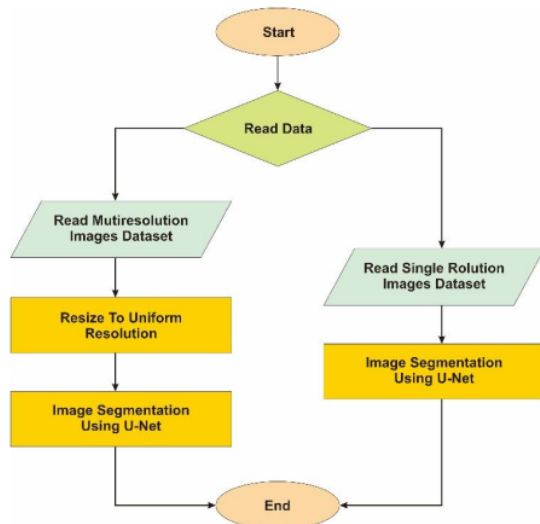 Start
Read Data
Read Mutiresolution
Images Dataset
Resize To Uniform
Resolution
Image Segmentation
Using U-Net
Read Single Rolution
Images Dataset
Image Segmentation
Using U-Net
End